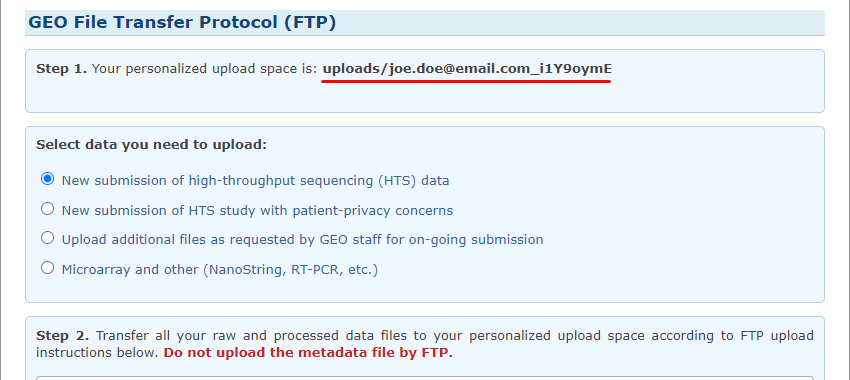 GEO File Transfer Protocol (FTP)
Step 1. Your personalized upload space is: uploads/joe.doe@email.com_i1Y9oymE
Select data you need to upload:
New submission of high-throughput sequencing (HTS) data
New submission of HTS study with patient-privacy concerns
Upload additional files as requested by GEO staff for on-going submission
Microarray and other (NanoString, RT-PCR, etc.)
Step 2. Transfer all your raw and processed data files to your personalized upload space according to FTP upload
instructions below. Do not upload the metadata file by FTP.